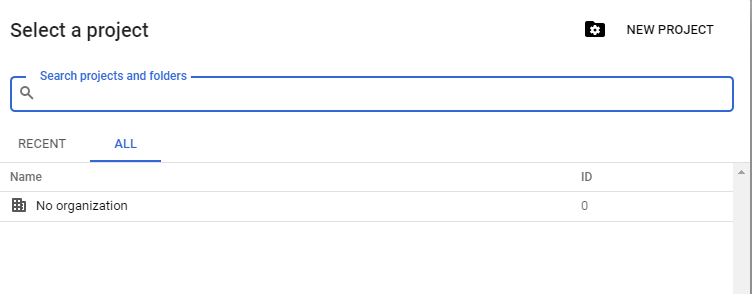 Select a project
NEW PROJECT
Search projects and folders
RECENT
ALL
Name
ID
No organization
0